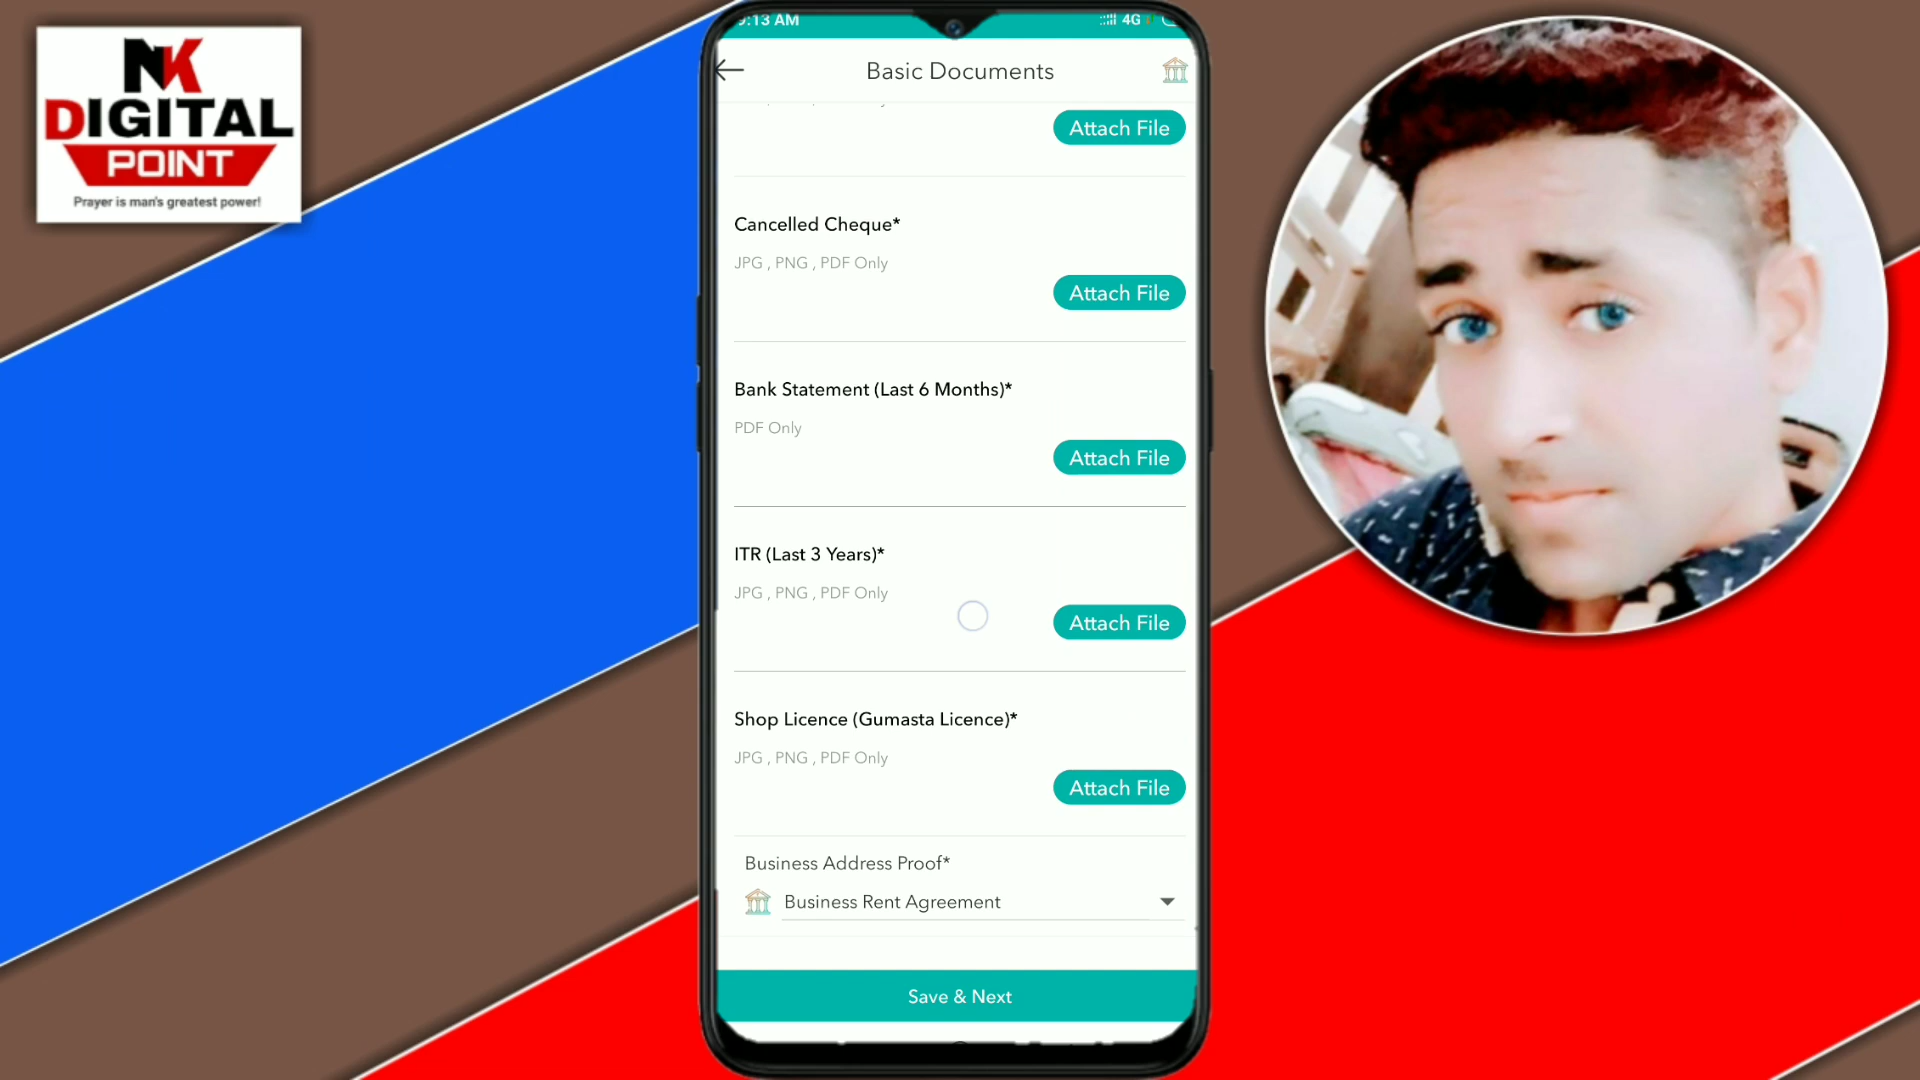 NK
DIGITAL
POINT
Prayer is man's greatest power!
9:13 AM
4G
Basic Documents
Attach File
Cancelled Cheque*
JPG , PNG , PDF Only
Attach File
Bank Statement (Last 6 Months)*
PDF Only
Attach File
ITR (Last 3 Years)*
JPG , PNG , PDF Only
Attach File
Shop Licence (Gumasta Licence)*
JPG , PNG , PDF Only
Attach File
Business Address Proof*
Business Rent Agreement
Save & Next